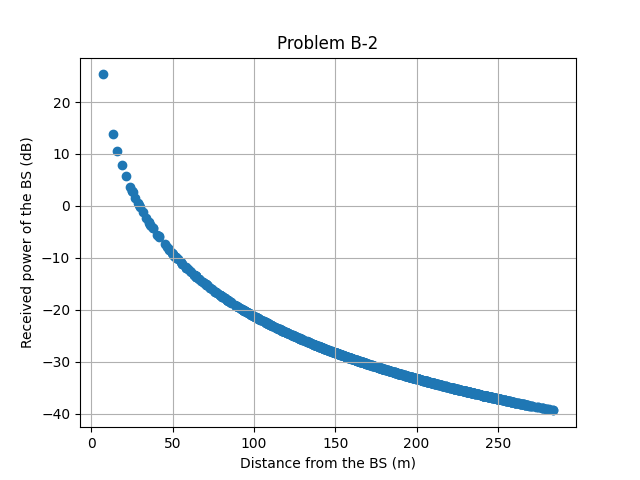 Problem B-2
Received power of the BS (dB)
20
10
0
−10
−20
−30
−40
0 50 100 150 200 250
Distance from the BS (m)